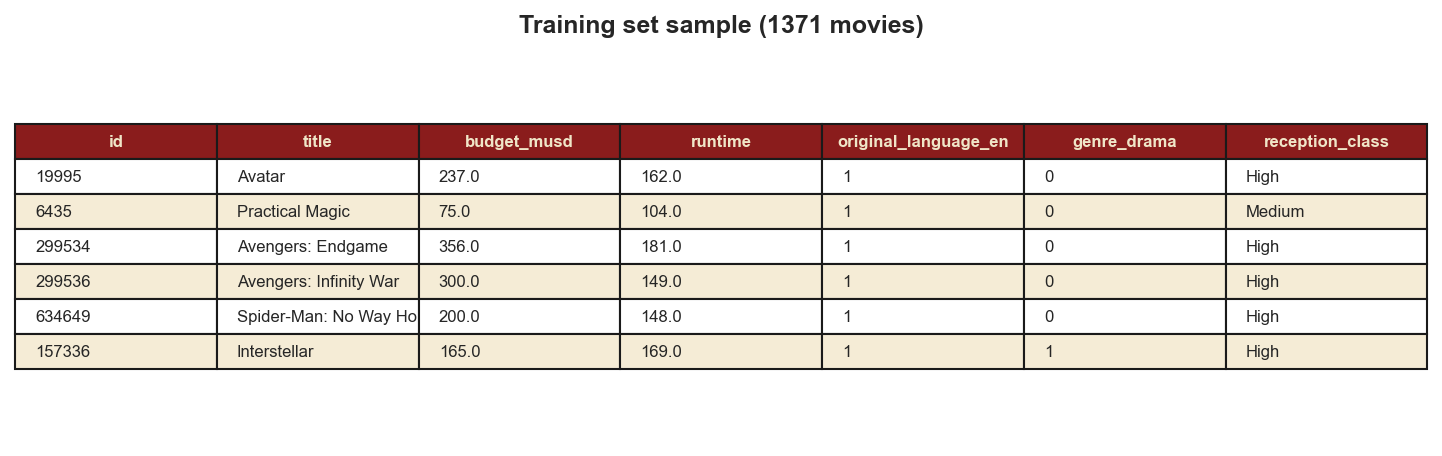 Training set sample (1371 movies)
id title budget_musd runtime original_language_en genre_drama reception_class
19995 Avatar 237.0 162.0 1 0 High
6435 Practical Magic 75.0 104.0 1 0 Medium
299534 Avengers: Endgame 356.0 181.0 1 0 High
299536 Avengers: Infinity War 300.0 149.0 1 0 High
634649 Spider-Man: No Way Ho 200.0 148.0 1 0 High
157336 Interstellar 165.0 169.0 1 1 High